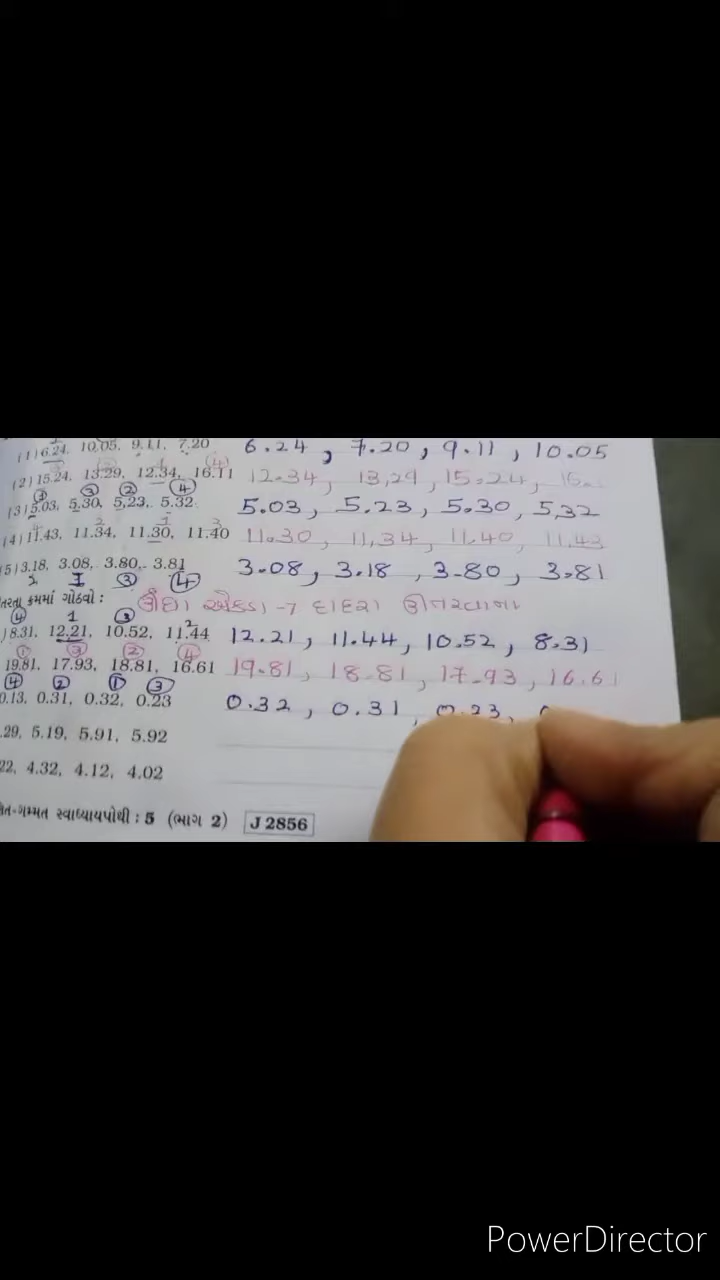 (1) 6.24, 10.05, 9.11, 7.20 6.24, 7.20, 9.11, 10.05
(2) 15.24, 13.29, 12.34, 16.11 12.34, 13,29, 15.24, 16.
(3) 5.03, 5.30, 5.23, 5.32 5.03, 5.23, 5.30, 5,32
(4) 11.43, 11.34, 11.30, 11.40 11.30, 11,34, 11.40, 11.43
5) 3.18, 3.08, 3.80, 3.81 3.08, 3.18, 3.80, 3.81
ક્રમમાં ગોઠવો :
) 8.31, 12.21, 10.52, 11.44 12.21, 11.44, 10.52, 8.31
19.81, 17.93, 18.81, 16.61 19.81, 18.81, 17.93, 16.61
0.13, 0.31, 0.32, 0.23 0.32, 0.31, 0.23,
.29, 5.19, 5.91, 5.92
22, 4.32, 4.12, 4.02
ગમ્મત સ્વાધ્યાયપોથી : 5 (ભાગ 2) J 2856
PowerDirector